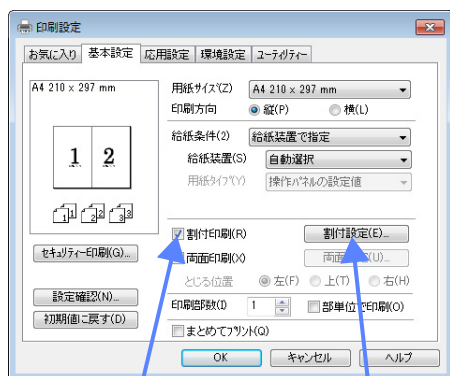 印刷設定
お気に入り 基本設定 応用設定 環境設定 ユーティリティー
A4 210 x 297 mm
1 2
1 1 2 2 3 3
セキュリティー印刷(G)...
設定確認(N)...
初期値に戻す(D)
用紙サイズ(Z) A4 210 x 297 mm
印刷方向 縦(P) 横(L)
給紙条件(2) 給紙装置で指定
給紙装置(S) 自動選択
用紙タイプ(Y) 操作パネルの設定値
割付印刷(R) 割付設定(E)...
両面印刷(X) 両面 (U)...
とじる位置 左(F) 上(T) 右(H)
印刷部数(I) 1 部単位で印刷(O)
まとめてプリント(Q)
OK キャンセル ヘルプ